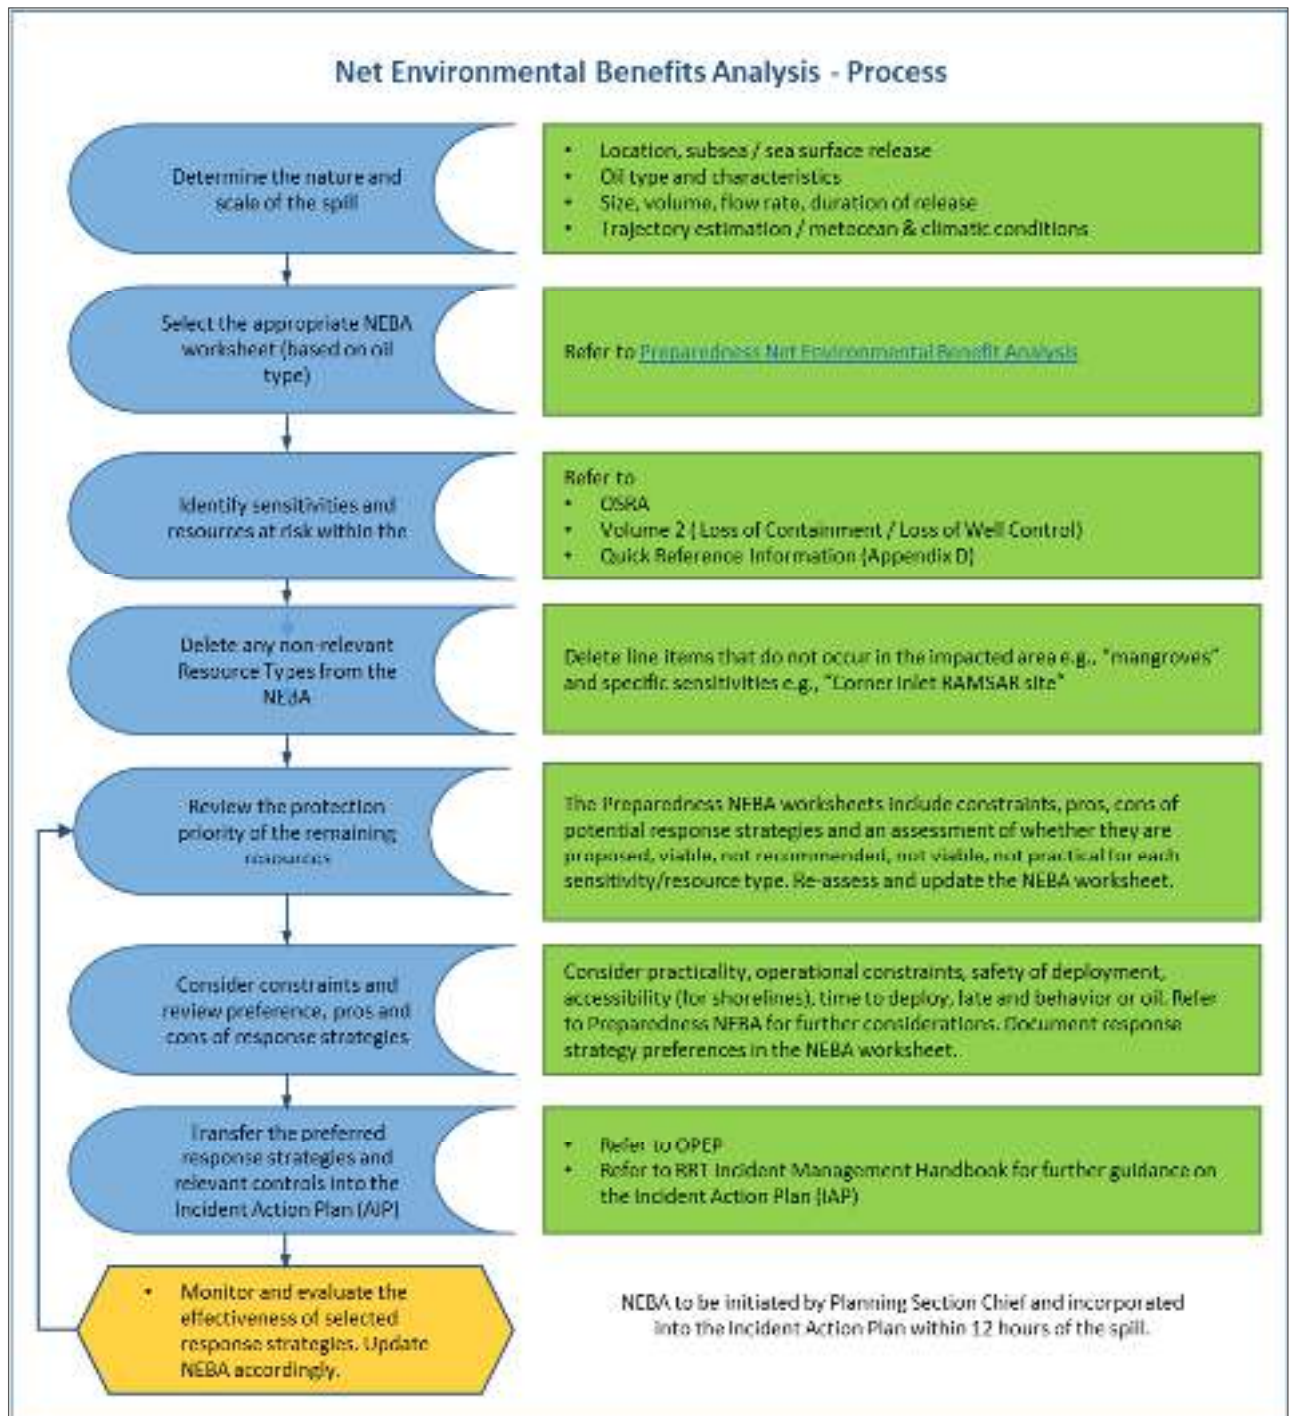 Net Environmental Benefits Analysis - Process
Determine the nature and
scale of the spill
• Location, subsea / sea surface release
• Oil type and characteristics
• Size, volume, flow rate, duration of release
• Trajectory estimation / metocean & climatic conditions
Select the appropriate NEBA
worksheet (based on oil
type)
Refer to Preparedness Net Environmental Benefit Analysis
Identify sensitivities and
resources at risk within the
Refer to
• OSRA
• Volume 2 ( Loss of Containment / Loss of Well Control)
• Quick Reference Information (Appendix D)
Delete any non-relevant
Resource Types from the
NEBA
Delete line items that do not occur in the impacted area e.g., "mangroves"
and specific sensitivities e.g., "Corner Inlet RAMSAR site"
Review the protection
priority of the remaining
resources
The Preparedness NEBA worksheets include constraints, pros, cons of
potential response strategies and an assessment of whether they are
proposed, viable, not recommended, not viable, not practical for each
sensitivity/resource type. Re-assess and update the NEBA worksheet.
Consider constraints and
review preference, pros and
cons of response strategies
Consider practicality, operational constraints, safety of deployment,
accessibility (for shorelines), time to deploy, fate and behavior or oil. Refer
to Preparedness NEBA for further considerations. Document response
strategy preferences in the NEBA worksheet.
Transfer the preferred
response strategies and
relevant controls into the
Incident Action Plan (AIP)
• Refer to OPEP
• Refer to RRT Incident Management Handbook for further guidance on
the Incident Action Plan (IAP)
• Monitor and evaluate the
effectiveness of selected
response strategies. Update
NEBA accordingly.
NEBA to be initiated by Planning Section Chief and incorporated
into the Incident Action Plan within 12 hours of the spill.